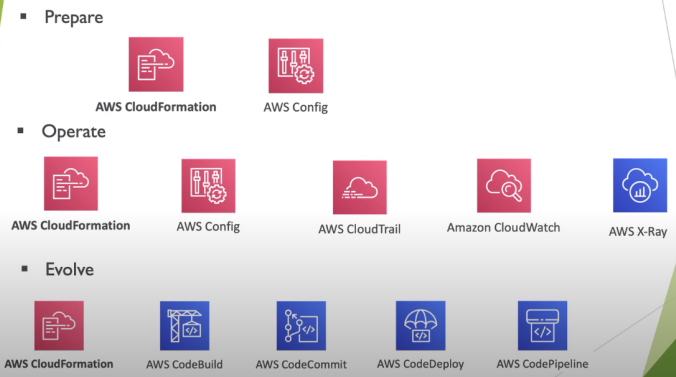 Prepare
AWS CloudFormation AWS Config
Operate
AWS CloudFormation AWS Config AWS CloudTrail Amazon CloudWatch AWS X-Ray
Evolve
AWS CloudFormation AWS CodeBuild AWS CodeCommit AWS CodeDeploy AWS CodePipeline